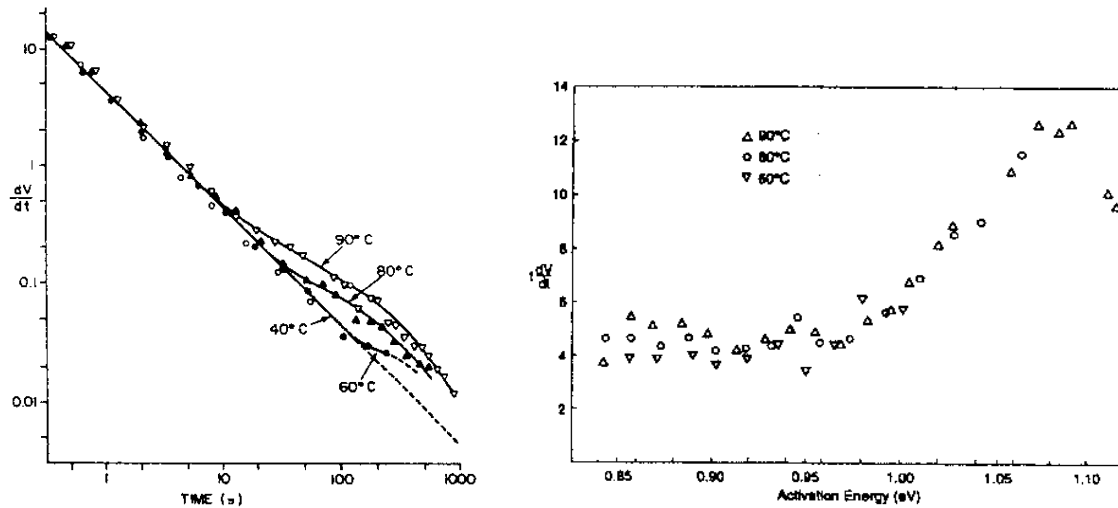 10
1
0.1
0.01
dV
dt
90°C
80°C
40°C
60°C
1
10
100
1000
TIME (s)
14
12
10
8
6
4
2
△ 90°C
○ 80°C
▽ 60°C
t dV
dt
0.85
0.90
0.95
1.00
1.05
1.10
Activation Energy (eV)